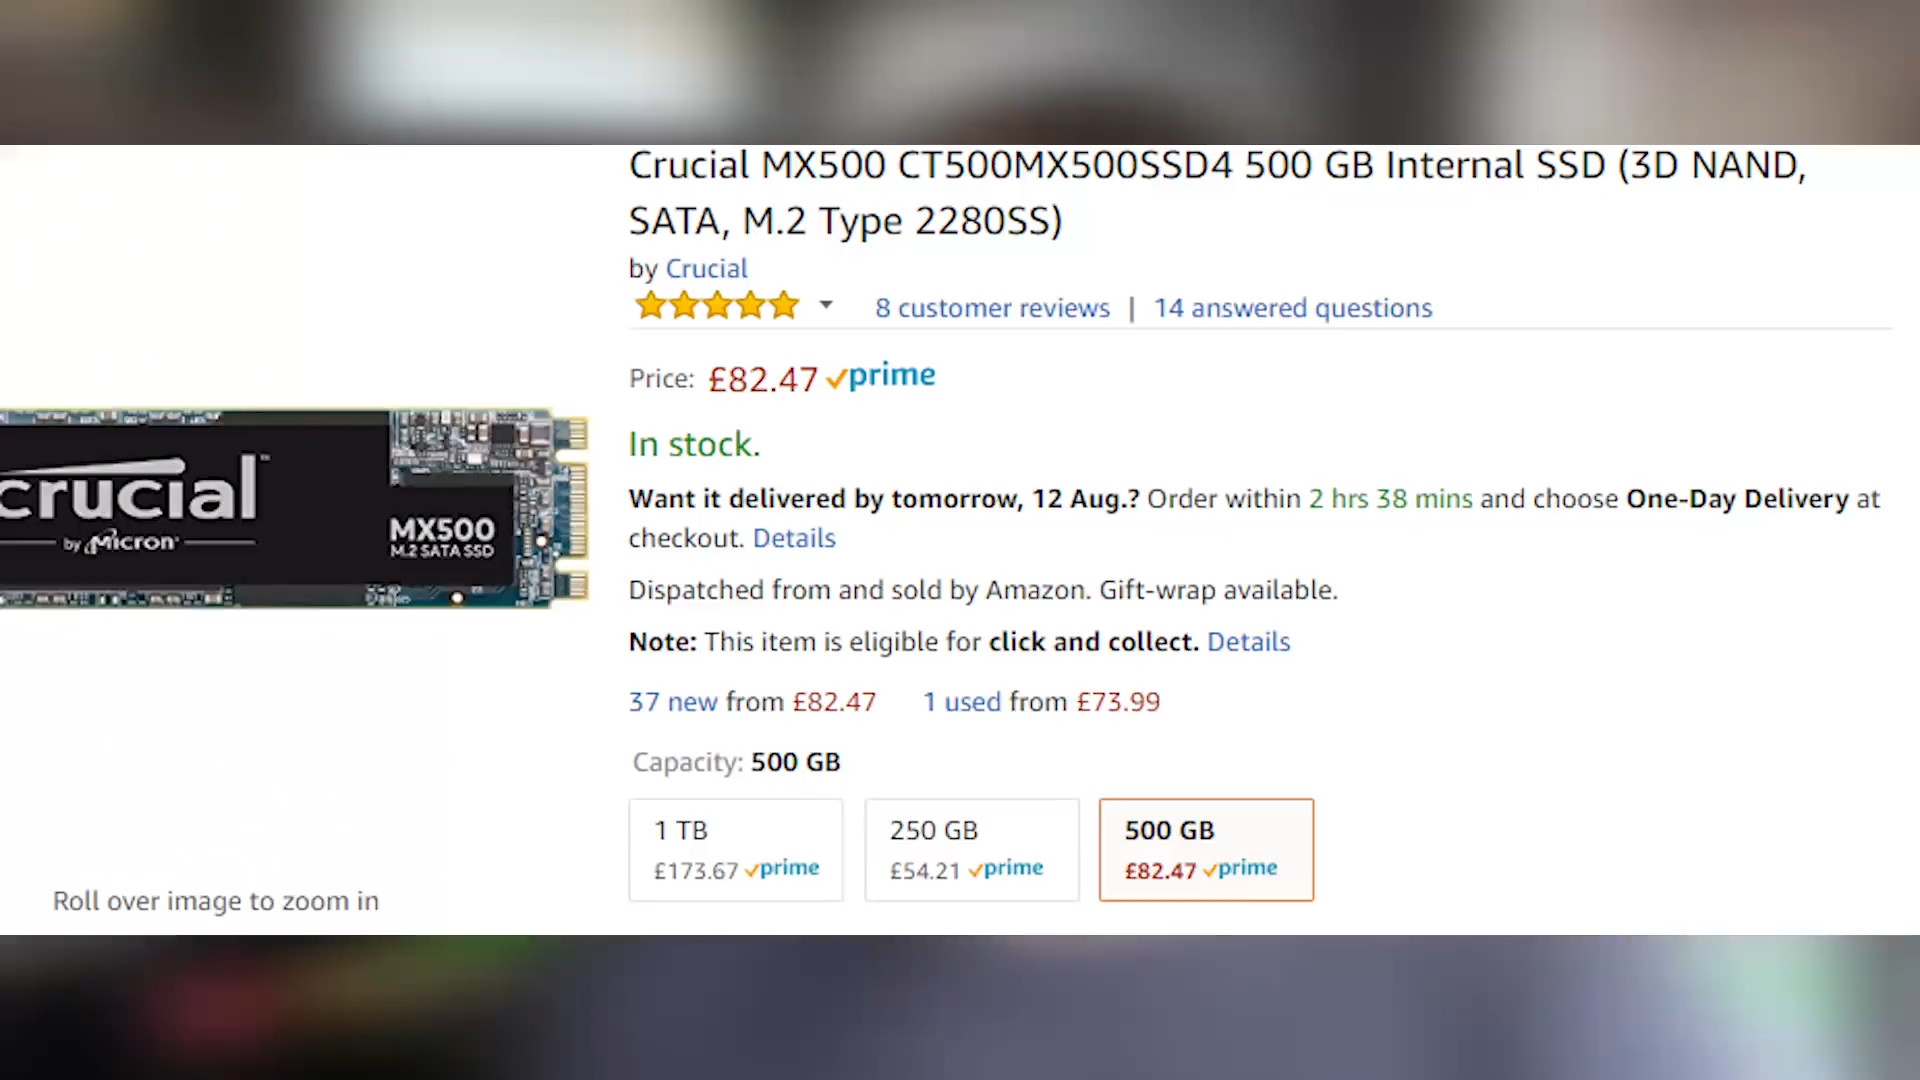 Crucial MX500 CT500MX500SSD4 500 GB Internal SSD (3D NAND,
SATA, M.2 Type 2280SS)
by Crucial
8 customer reviews | 14 answered questions
Price: £82.47 prime
In stock.
Want it delivered by tomorrow, 12 Aug.? Order within 2 hrs 38 mins and choose One-Day Delivery at
checkout. Details
Dispatched from and sold by Amazon. Gift-wrap available.
Note: This item is eligible for click and collect. Details
37 new from £82.47 1 used from £73.99
Capacity: 500 GB
1 TB
£173.67 prime
250 GB
£54.21 prime
500 GB
£82.47 prime
crucial™
by Micron®
MX500
M.2 SATA SSD
Roll over image to zoom in